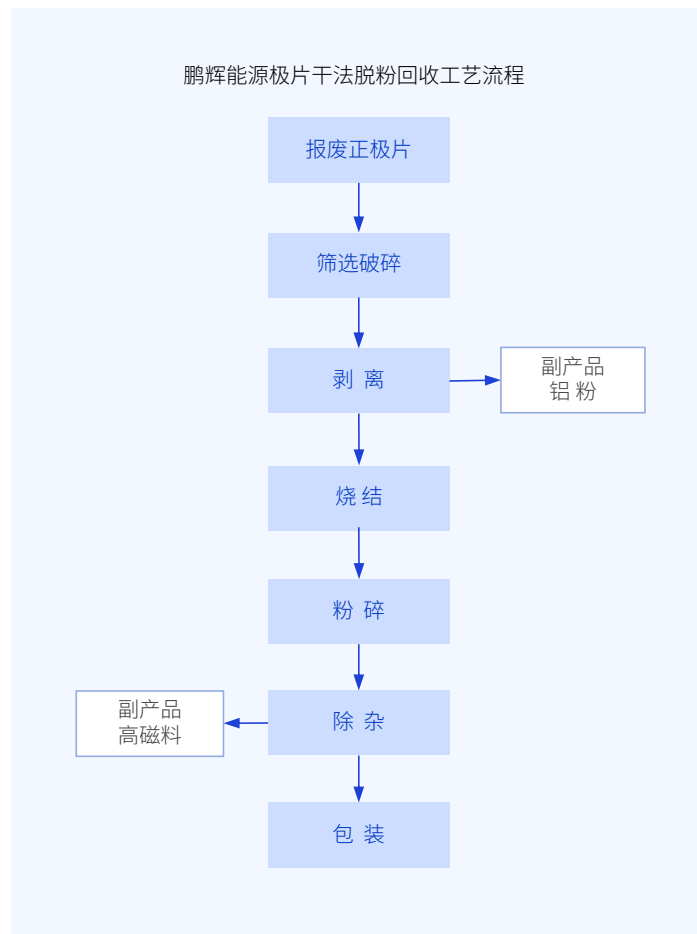 鹏辉能源极片干法脱粉回收工艺流程
报废正极片
筛选破碎
剥 离
副产品
铝 粉
烧 结
粉 碎
除 杂
副产品
高磁料
包 装